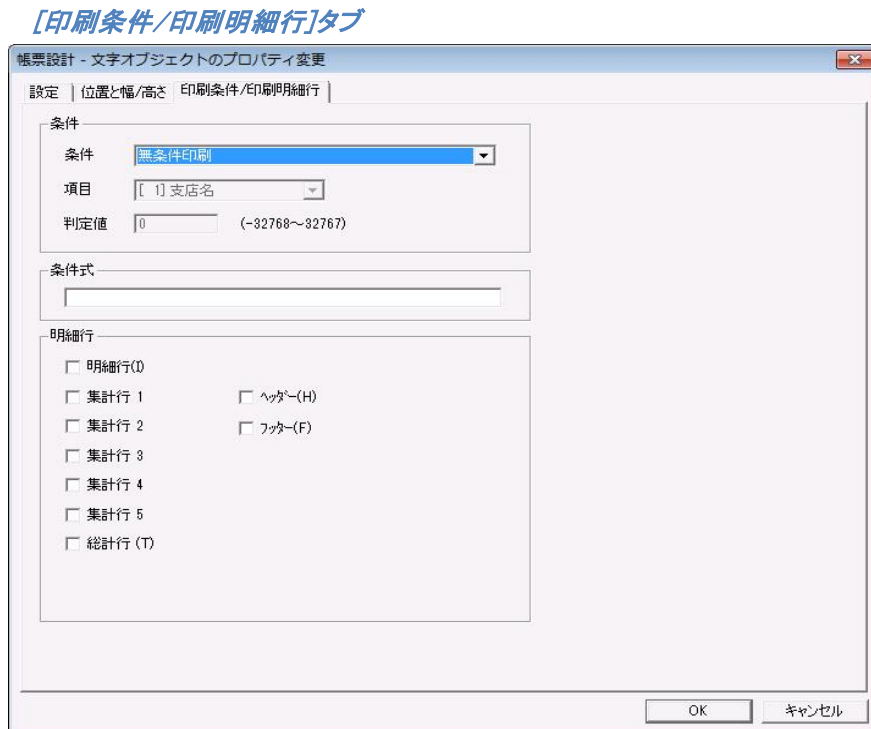 [印刷条件/印刷明細行]タブ
帳票設計 - 文字オブジェクトのプロパティ変更
設定 位置と幅/高さ 印刷条件/印刷明細行
条件
条件 無条件印刷
項目 [ 1] 支店名
判定値 0 (-32768～32767)
条件式
明細行
明細行(I)
集計行 1 ヘッダー(H)
集計行 2 フッター(F)
集計行 3
集計行 4
集計行 5
総計行 (T)
OK キャンセル